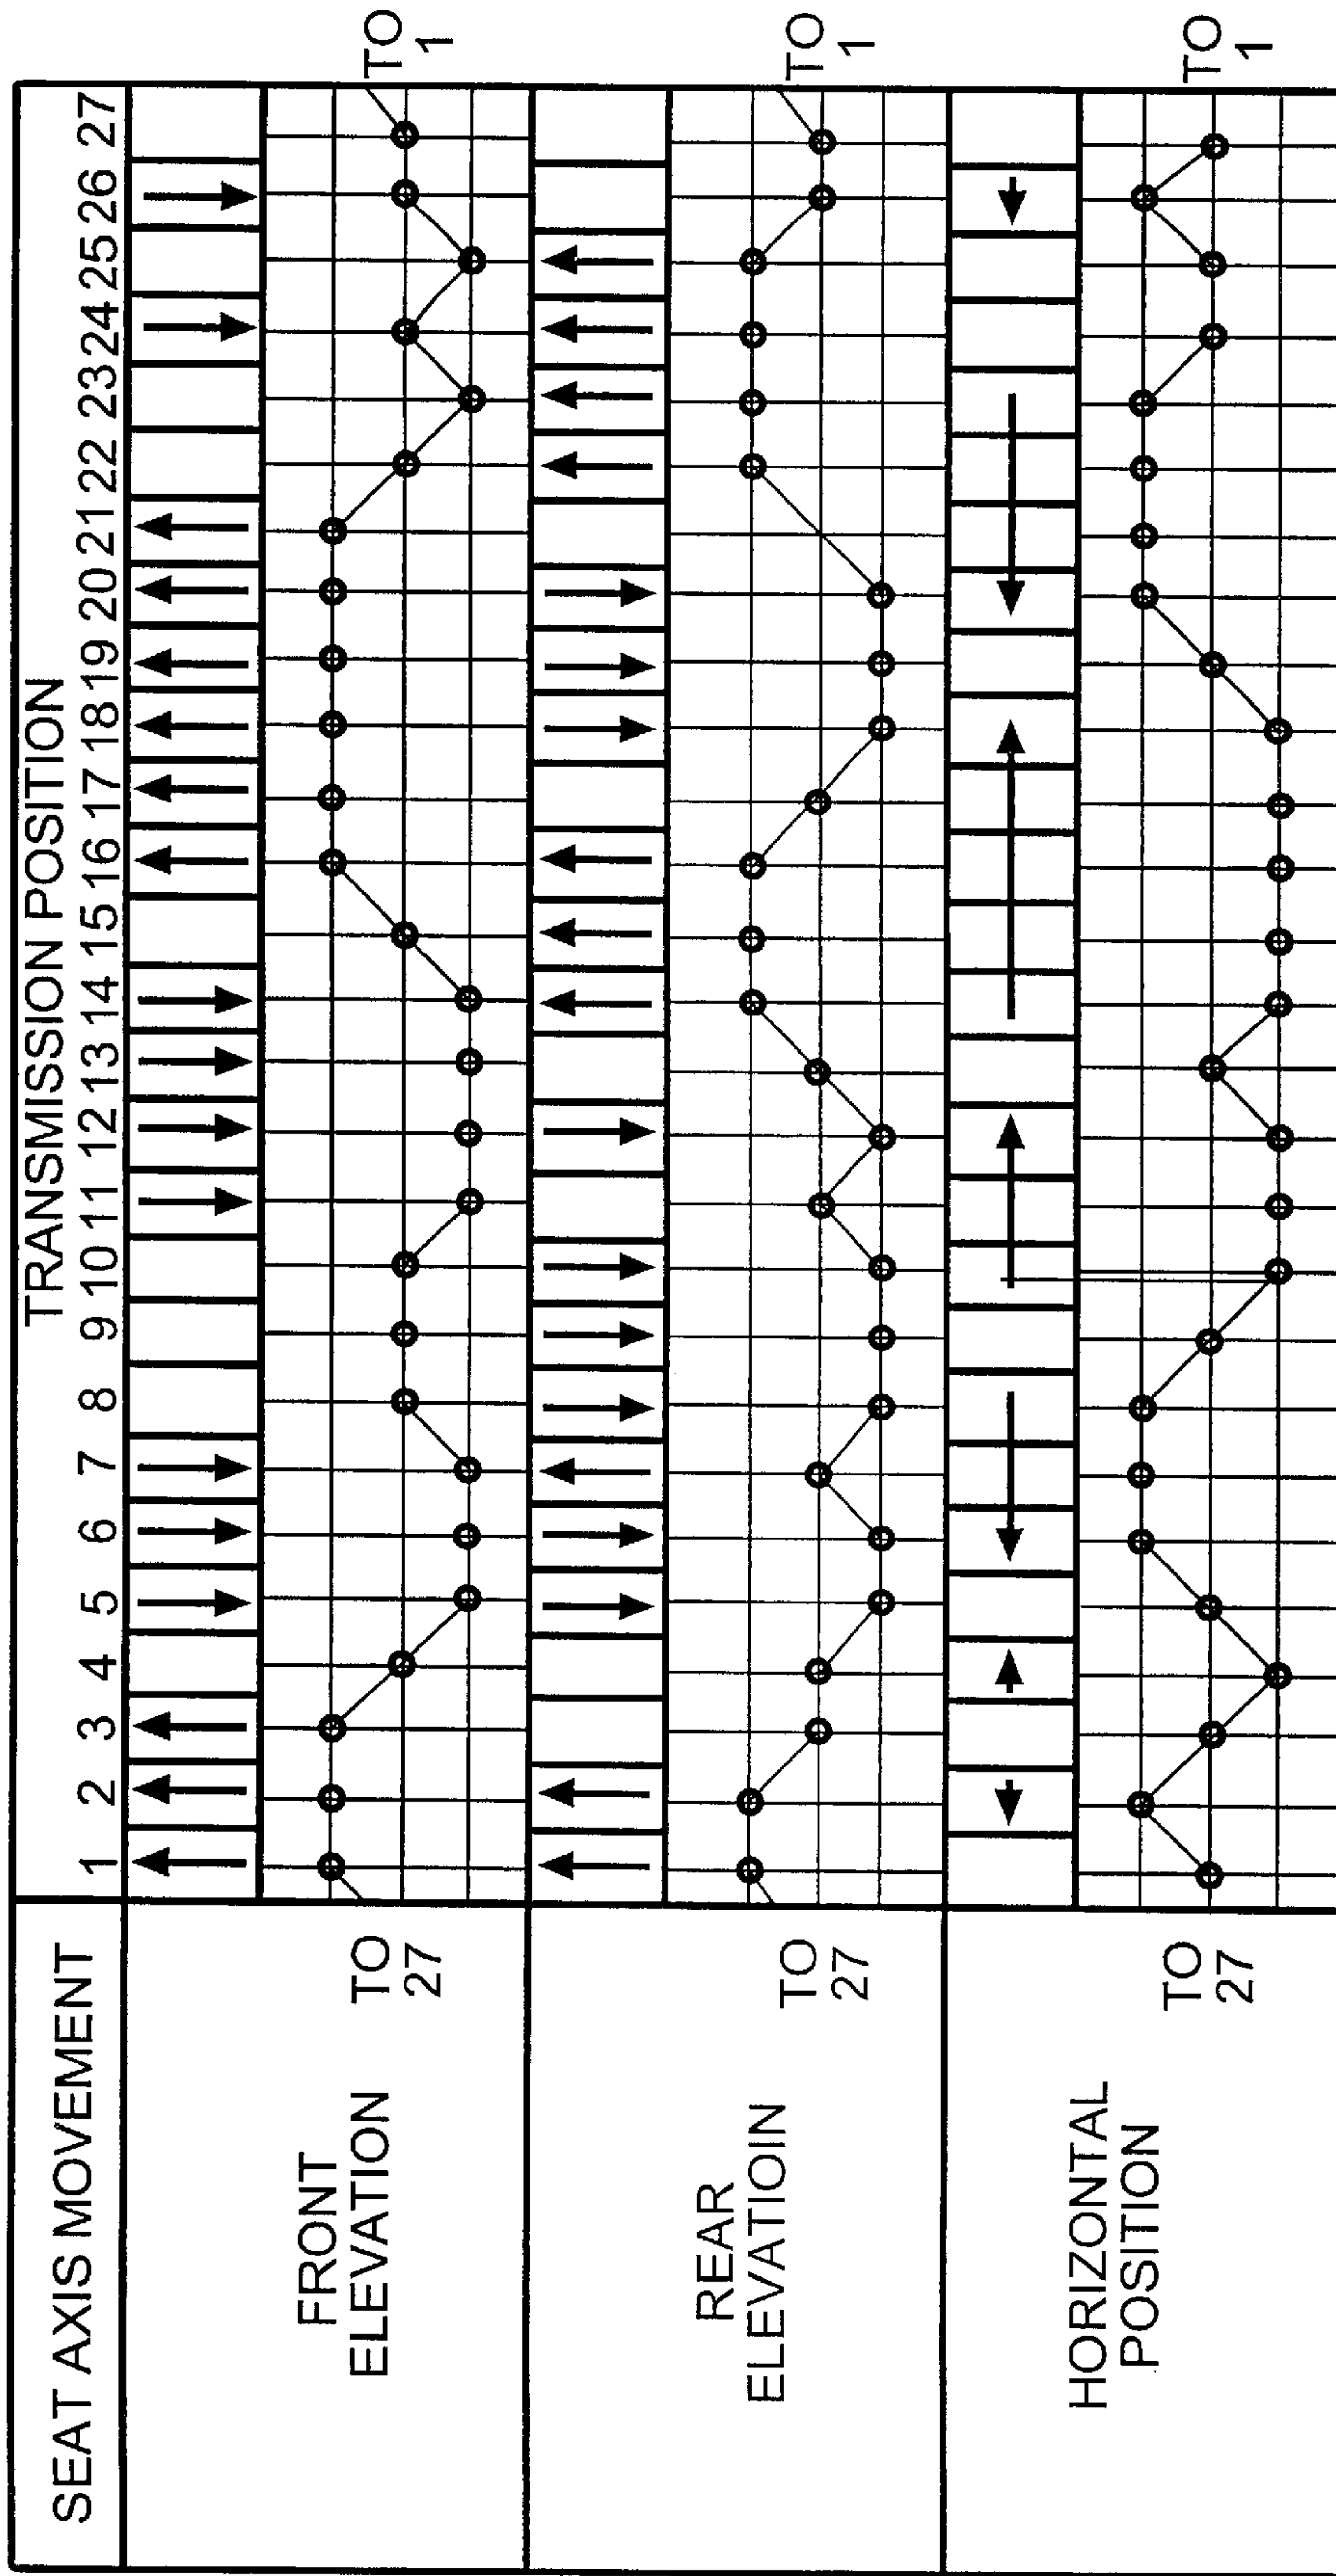 SEAT AXIS MOVEMENT
TRANSMISSION POSITION
1 2 3 4 5 6 7 8 9 10 11 12 13 14 15 16 17 18 19 20 21 22 23 24 25 26 27
FRONT
ELEVATION
TO
27
TO
1
REAR
ELEVATIOIN
TO
27
TO
1
HORIZONTAL
POSITION
TO
27
TO
1